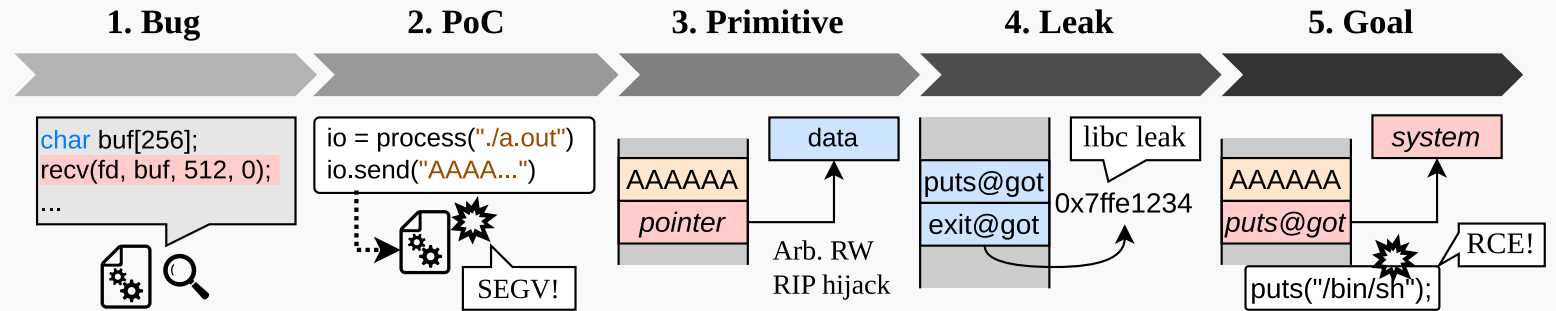 1. Bug
2. PoC
3. Primitive
4. Leak
5. Goal
char buf[256];
recv(fd, buf, 512, 0);
...
io = process("./a.out")
io.send("AAAA...")
SEGV!
data
AAAAAA
pointer
Arb. RW
RIP hijack
libc leak
puts@got
0x7ffe1234
exit@got
system
AAAAAA
puts@got
RCE!
puts("/bin/sh");